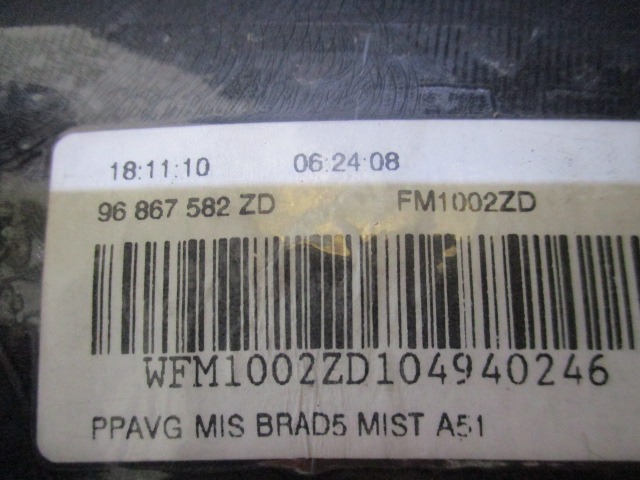 18:11:10 06:24:08
96 867 582 ZD FM1002ZD
WFM1002ZD104940246
PPAVG MIS BRAD5 MIST A51